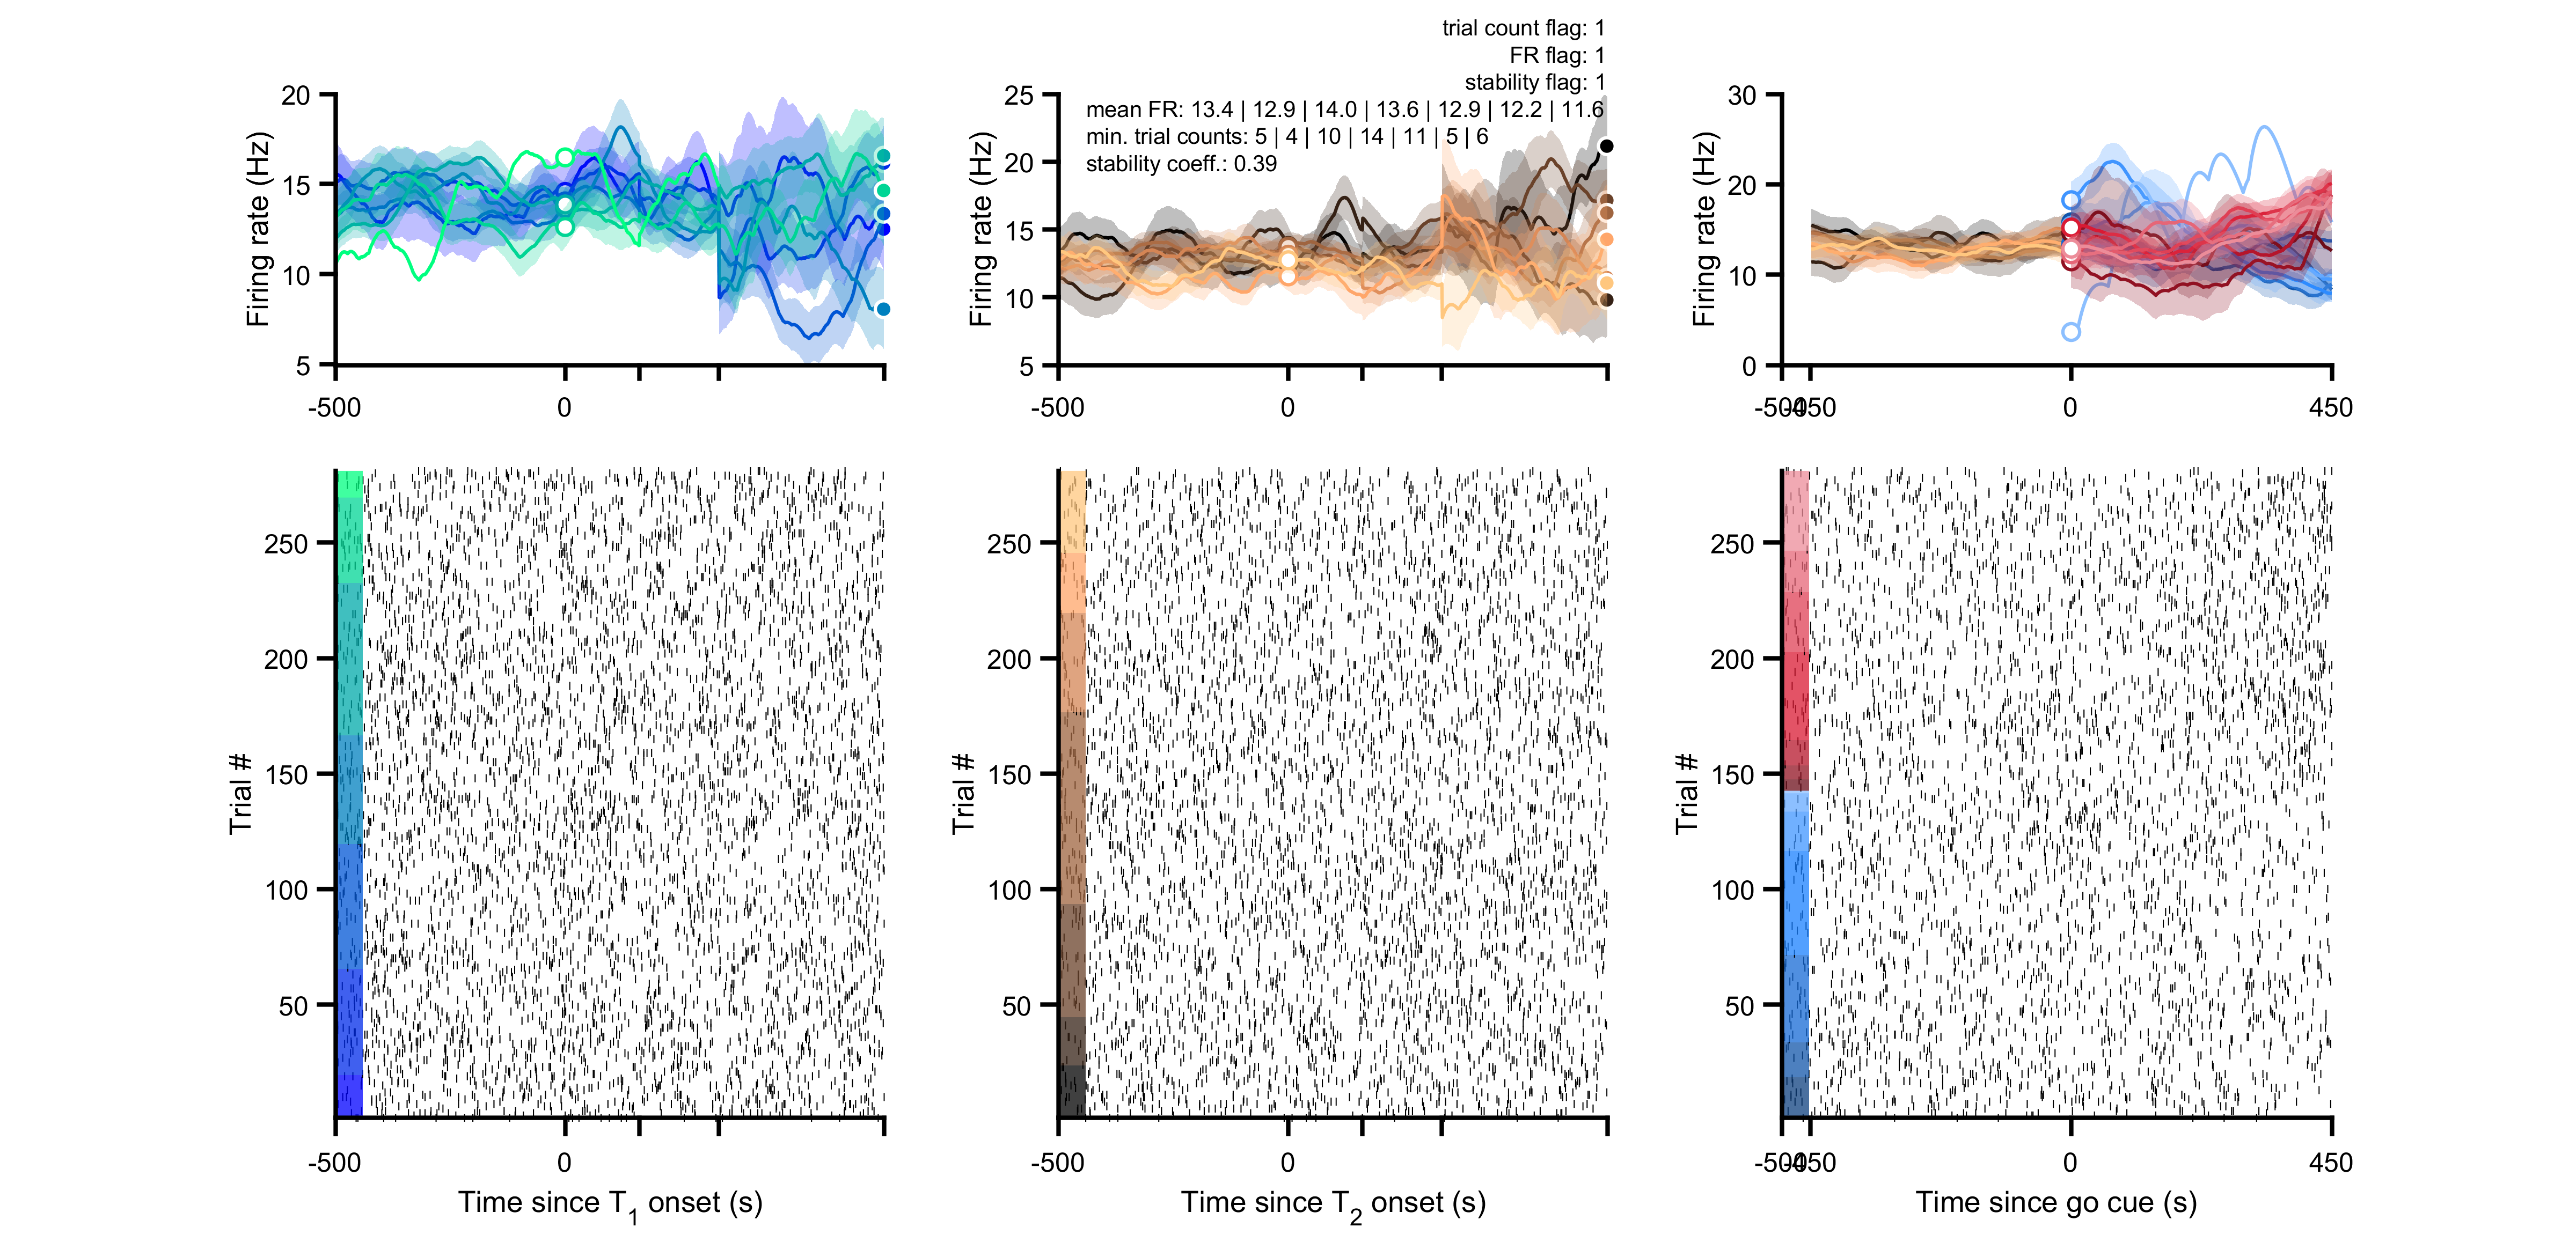 trial count flag: 1
FR flag: 1
stability flag: 1
mean FR: 13.4 | 12.9 | 14.0 | 13.6 | 12.9 | 12.2 | 11.6
min. trial counts: 5 | 4 | 10 | 14 | 11 | 5 | 6
stability coeff.: 0.39
Firing rate (Hz)
20
15
10
5
-500
0
Firing rate (Hz)
25
20
15
10
5
-500
0
Firing rate (Hz)
30
20
10
0
-500
-450
0
450
Trial #
250
200
150
100
50
-500
0
Time since T1 onset (s)
Trial #
250
200
150
100
50
-500
0
Time since T2 onset (s)
Trial #
250
200
150
100
50
-500
-450
0
450
Time since go cue (s)